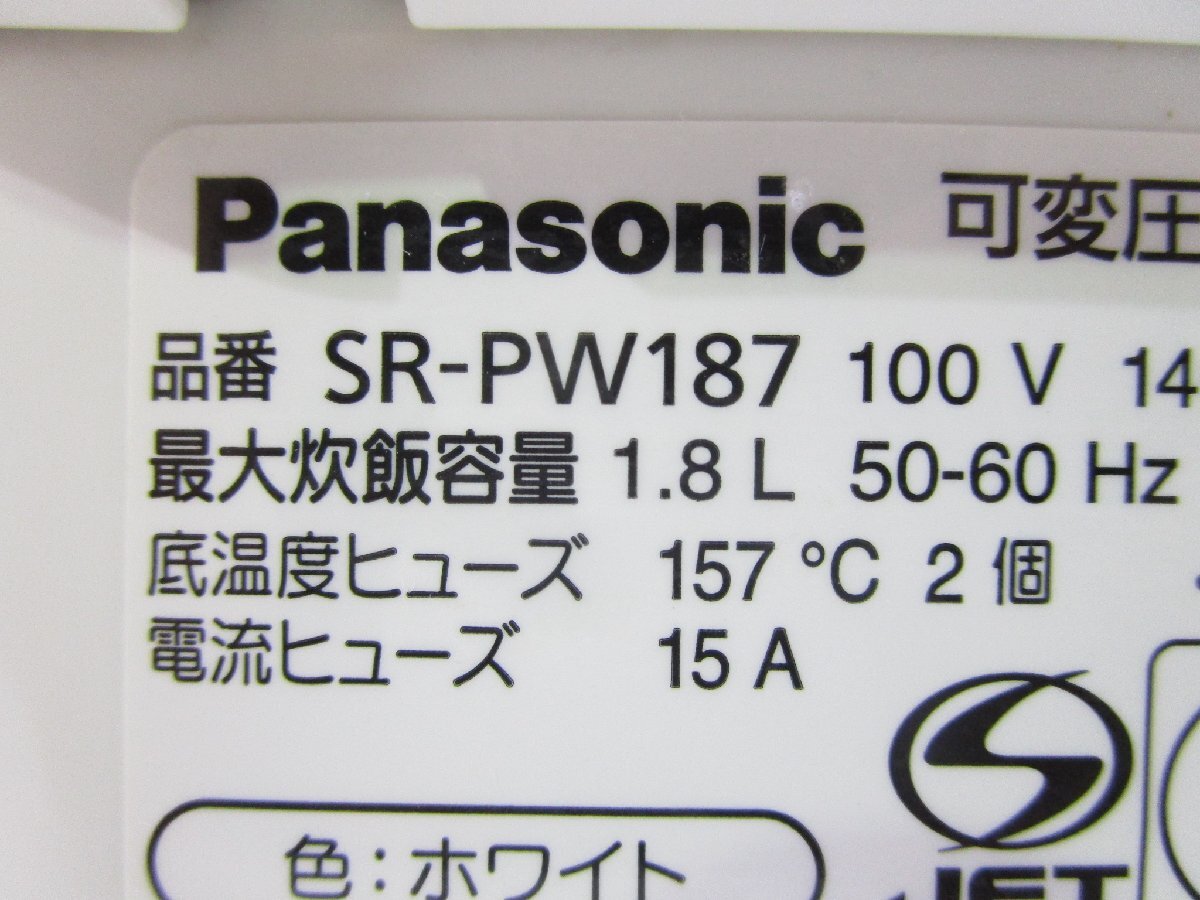 Panasonic 可変圧
品番 SR-PW187 100 V 14
最大炊飯容量 1.8 L 50-60 Hz
底温度ヒューズ 157 ℃ 2 個
電流ヒューズ 15 A
JET
色：ホワイト